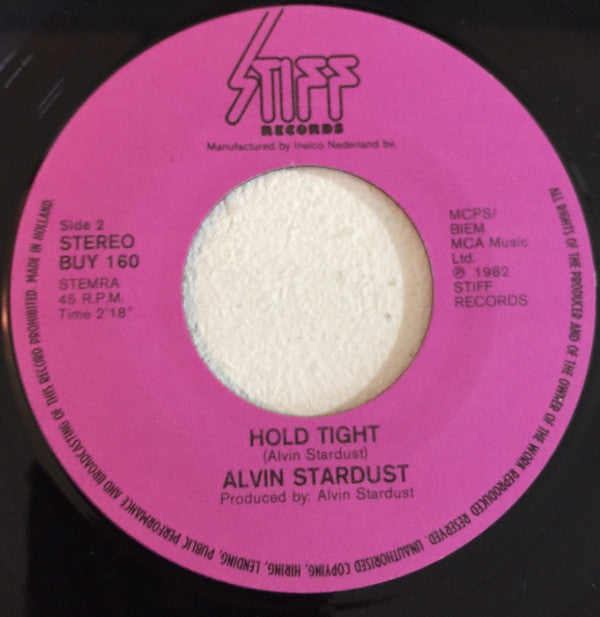 STIFF
RECORDS
Manufactured by Inelco Nederland bv.
Side 2
STEREO
BUY 160
STEMRA
45 R.P.M.
Time 2'18"
MCPS/
BIEM
MCA Music
Ltd.
℗ 1982
STIFF
RECORDS
HOLD TIGHT
(Alvin Stardust)
ALVIN STARDUST
Produced by: Alvin Stardust
ALL RIGHTS OF THE PRODUCER AND OF THE OWNER OF THE WORK REPRODUCED RESERVED. UNAUTHORISED COPYING, HIRING, LENDING, PUBLIC PERFORMANCE AND BROADCASTING OF THIS RECORD PROHIBITED. MADE IN HOLLAND.